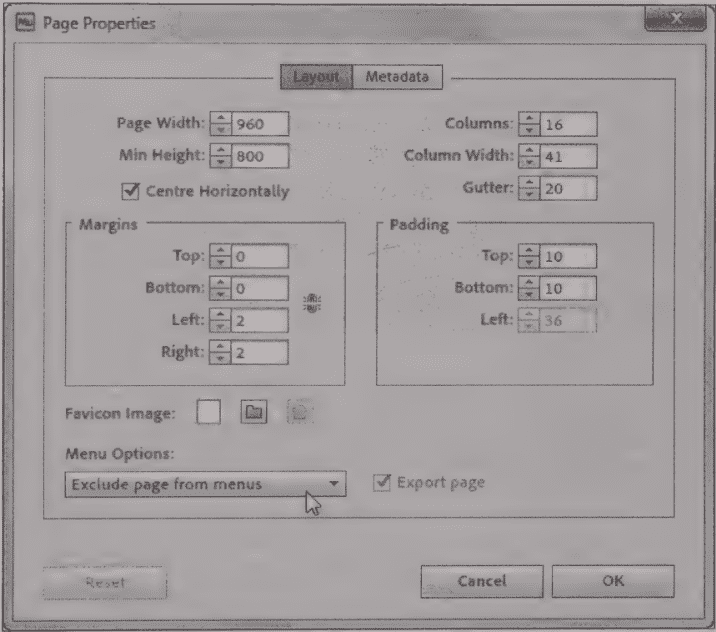 Mu Page Properties
Layout Metadata
Page Width: 960
Min Height: 800
Centre Horizontally
Columns: 16
Column Width: 41
Gutter: 20
Margins
Top: 0
Bottom: 0
Left: 2
Right: 2
Padding
Top: 10
Bottom: 10
Left: 36
Favicon Image:
Menu Options:
Exclude page from menus
Export page
Reset Cancel OK